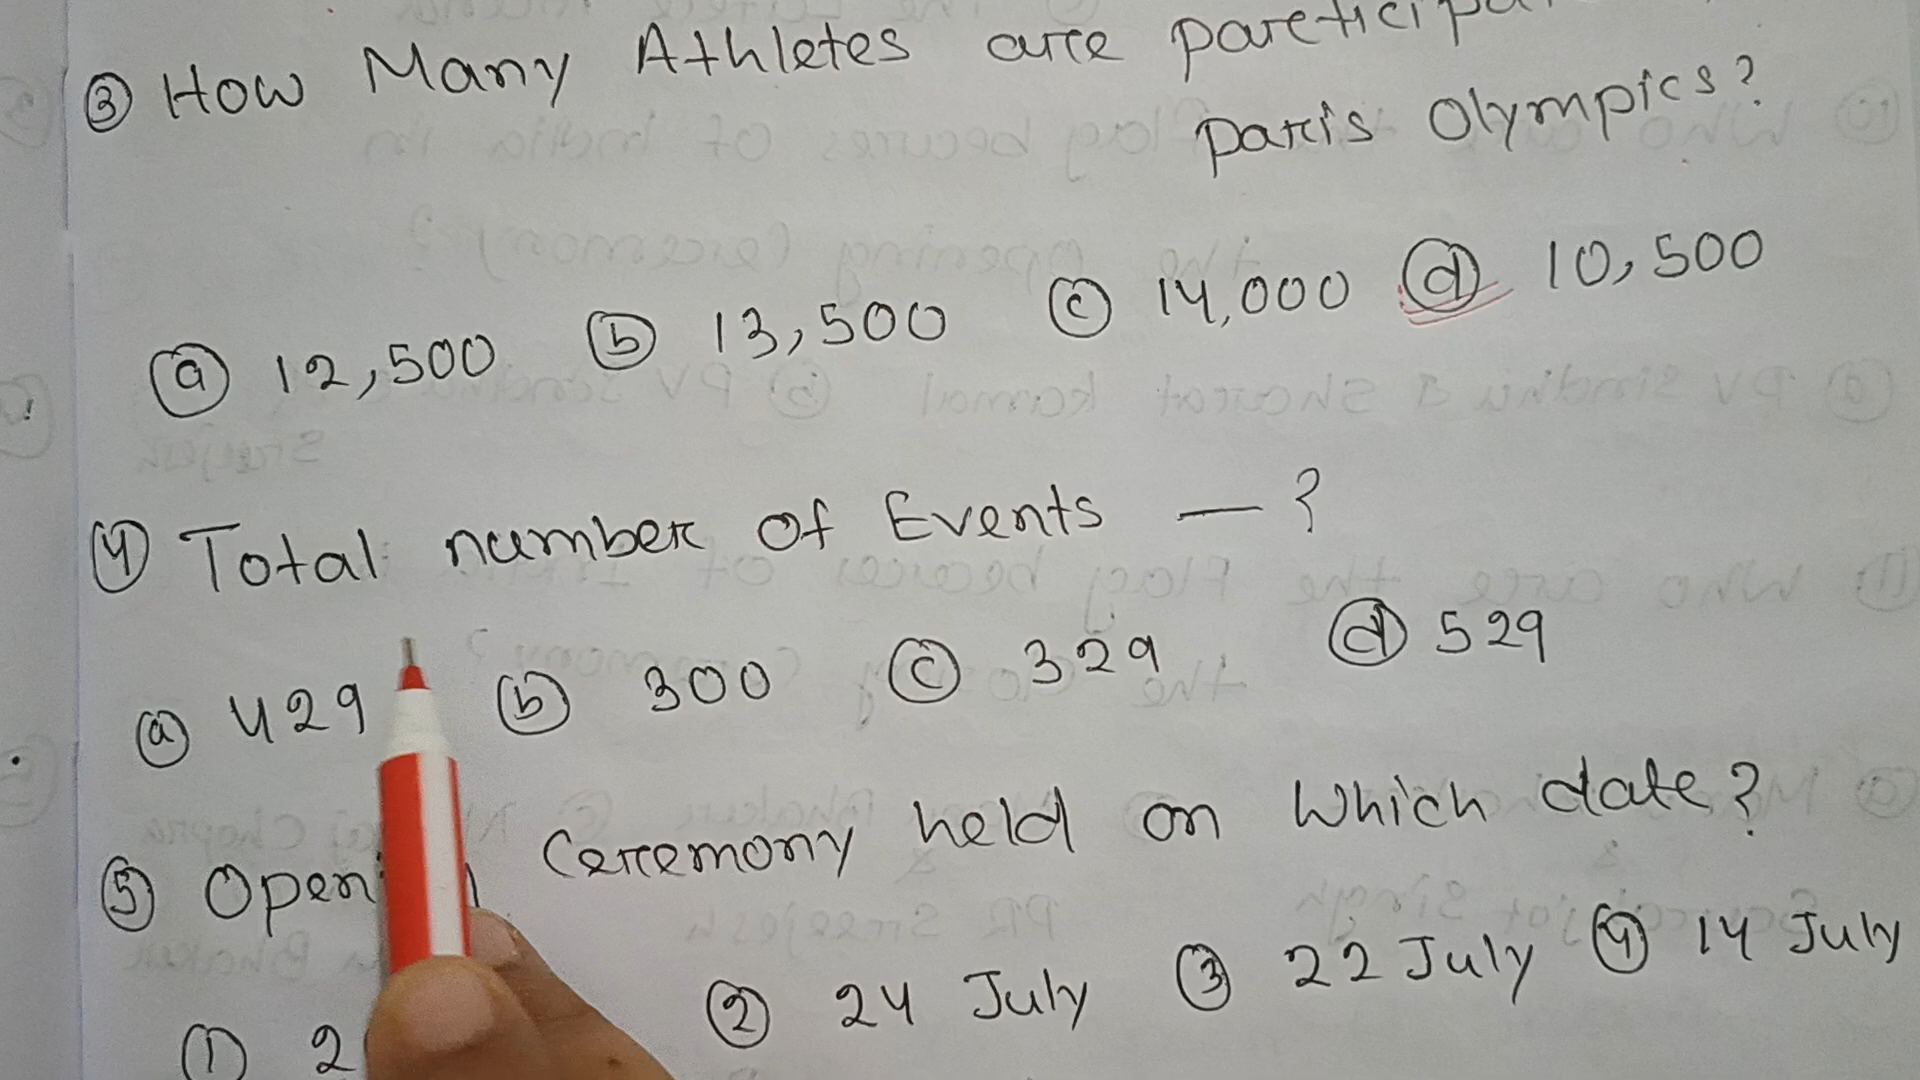 ③ How Many Athletes are
Paris Olympics?
ⓐ 12,500 ⓑ 13,500 ⓒ 14,000 ⓓ 10,500
④ Total number of Events — ?
ⓐ 429 ⓑ 300 ⓒ 329 ⓓ 529
⑤ Ceremony held on Which date?
① ② 24 July ③ 22 July ④ 14 July